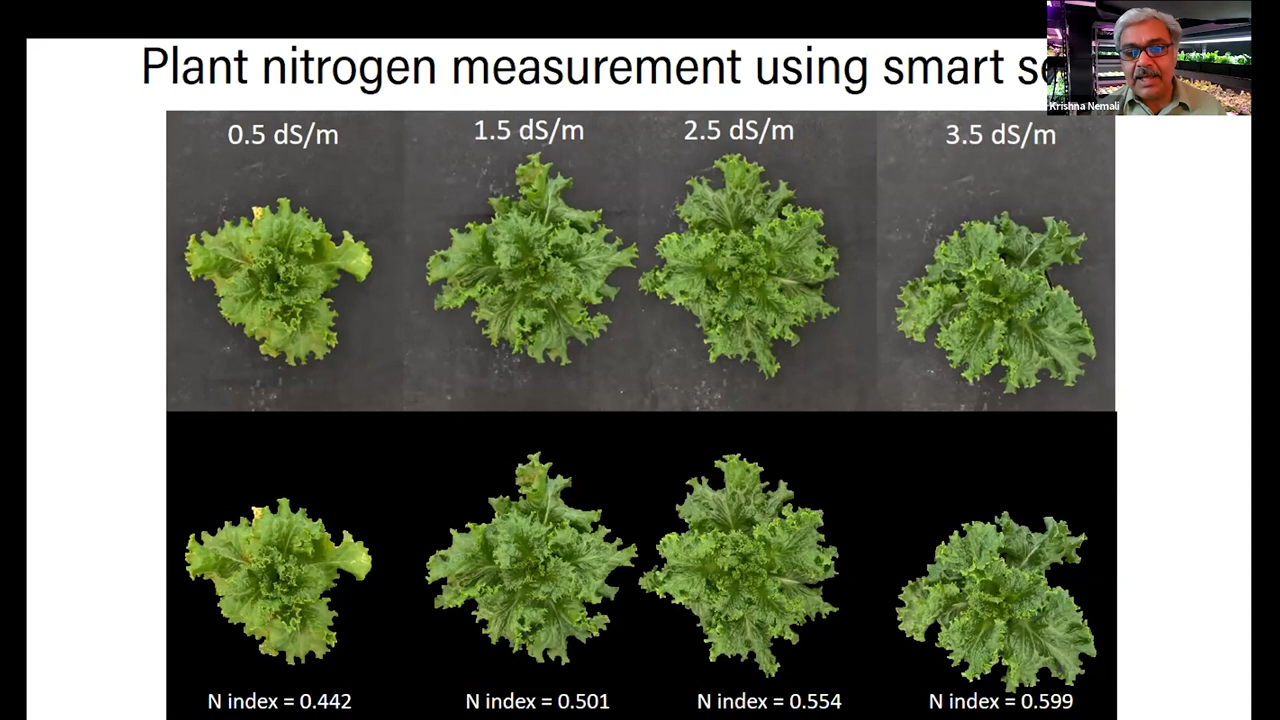 Plant nitrogen measurement using smart
Krishna Nemali
0.5 dS/m
1.5 dS/m
2.5 dS/m
3.5 dS/m
N index = 0.442
N index = 0.501
N index = 0.554
N index = 0.599